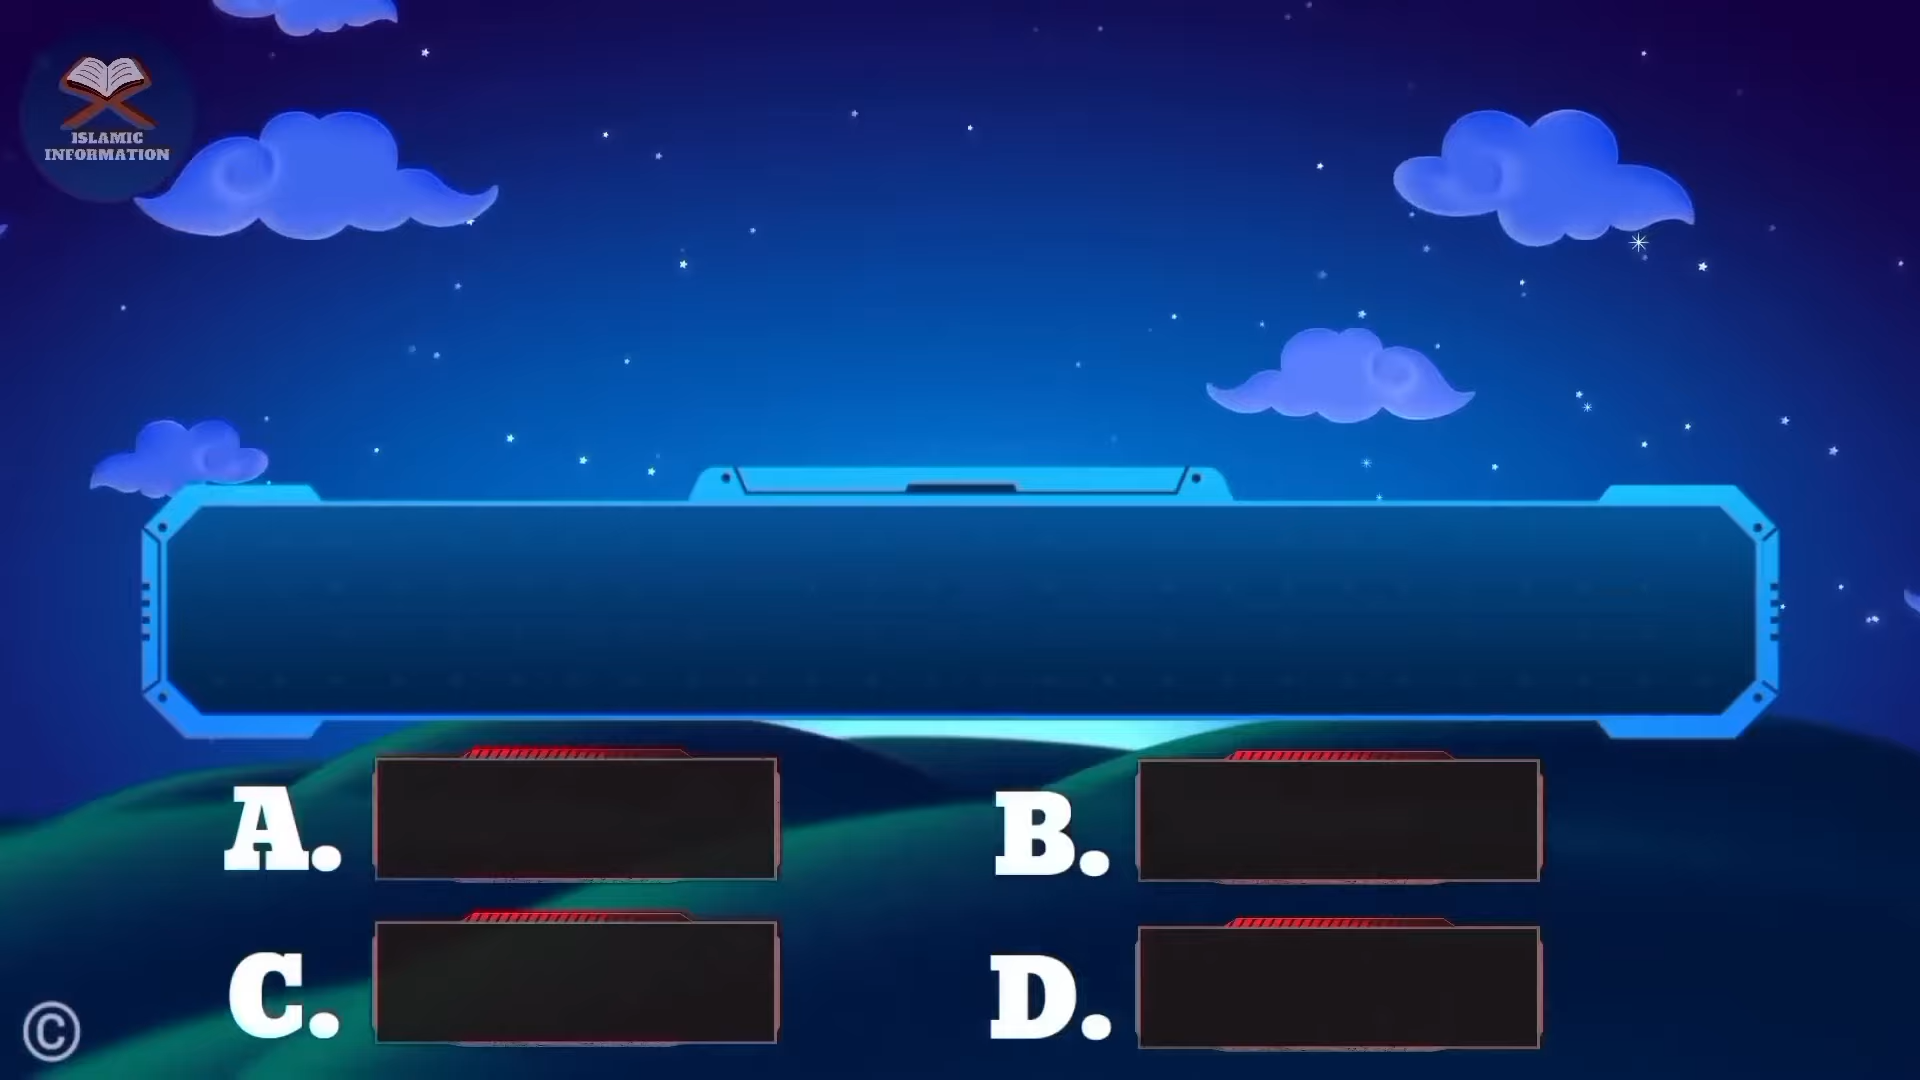 ISLAMIC
INFORMATION
A.
B.
C.
D.
©